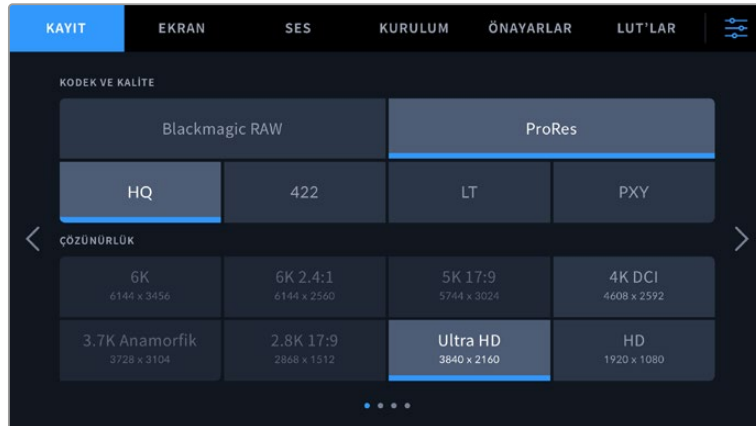 KAYIT EKRAN SES KURULUM ÖNAYARLAR LUT'LAR
KODEK VE KALİTE
Blackmagic RAW ProRes
HQ 422 LT PXY
ÇÖZÜNÜRLÜK
6K 6K 2.4:1 5K 17:9 4K DCI
6144 x 3456 6144 x 2560 5744 x 3024 4608 x 2592
3.7K Anamorfik 2.8K 17:9 Ultra HD HD
3728 x 3104 2868 x 1512 3840 x 2160 1920 x 1080